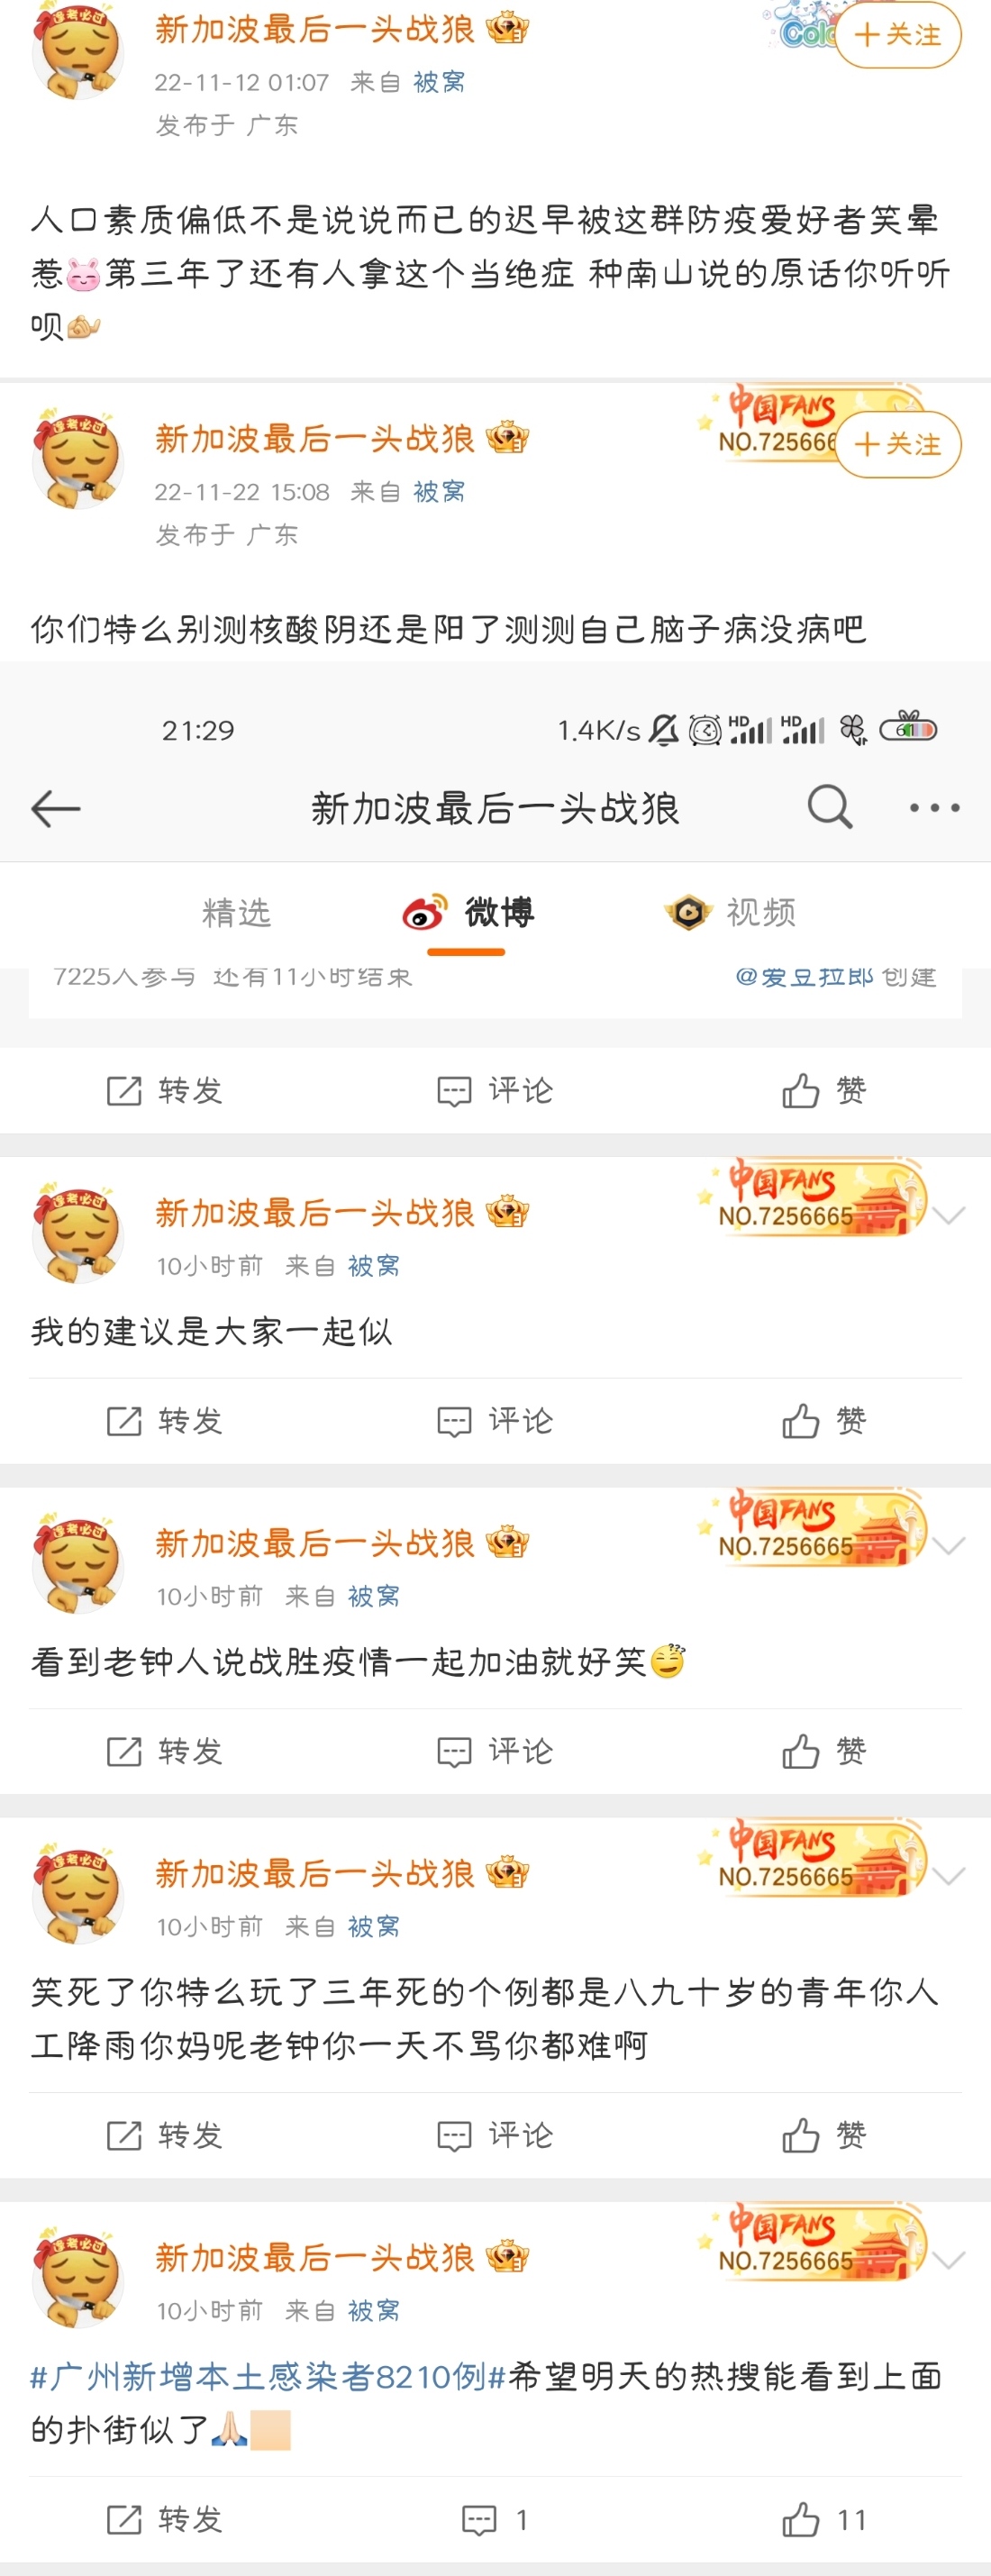 新加波最后一头战狼
+关注
22-11-12 01:07 来自 被窝
发布于 广东
人口素质偏低不是说说而已的迟早被这群防疫爱好者笑晕
惹第三年了还有人拿这个当绝症 种南山说的原话你听听
呗
新加波最后一头战狼
中国FANS
NO.725666
+关注
22-11-22 15:08 来自 被窝
发布于 广东
你们特么别测核酸阴还是阳了测测自己脑子病没病吧
21:29
1.4K/s HD HD 61
新加波最后一头战狼
精选 微博 视频
7225人参与 还有11小时结束 @爱豆拉郎 创建
转发 评论 赞
新加波最后一头战狼
中国FANS
NO.7256665
10小时前 来自 被窝
我的建议是大家一起似
转发 评论 赞
新加波最后一头战狼
中国FANS
NO.7256665
10小时前 来自 被窝
看到老钟人说战胜疫情一起加油就好笑
转发 评论 赞
新加波最后一头战狼
中国FANS
NO.7256665
10小时前 来自 被窝
笑死了你特么玩了三年死的个例都是八九十岁的青年你人
工降雨你妈呢老钟你一天不骂你都难啊
转发 评论 赞
新加波最后一头战狼
中国FANS
NO.7256665
10小时前 来自 被窝
#广州新增本土感染者8210例#希望明天的热搜能看到上面
的扑街似了
转发 1 11